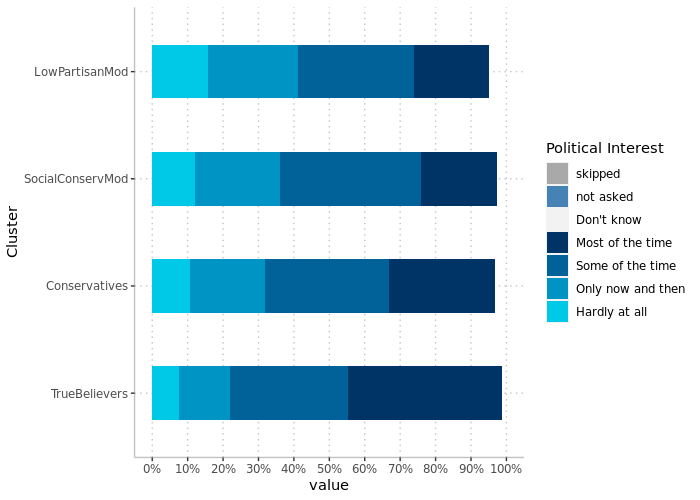 LowPartisanMod
SocialConservMod
Conservatives
TrueBelievers
Cluster
0% 10% 20% 30% 40% 50% 60% 70% 80% 90% 100%
value
Political Interest
skipped
not asked
Don't know
Most of the time
Some of the time
Only now and then
Hardly at all